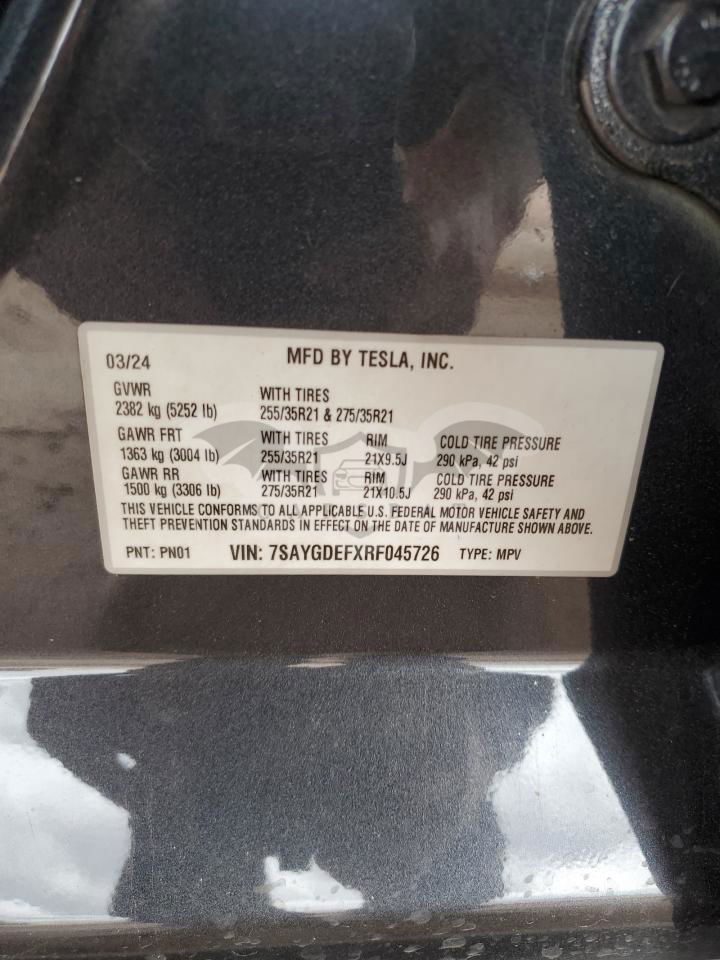 03/24 MFD BY TESLA, INC.
GVWR WITH TIRES
2382 kg (5252 lb) 255/35R21 & 275/35R21
GAWR FRT WITH TIRES RIM COLD TIRE PRESSURE
1363 kg (3004 lb) 255/35R21 21X9.5J 290 kPa, 42 psi
GAWR RR WITH TIRES RIM COLD TIRE PRESSURE
1500 kg (3306 lb) 275/35R21 21X10.5J 290 kPa, 42 psi
THIS VEHICLE CONFORMS TO ALL APPLICABLE U.S. FEDERAL MOTOR VEHICLE SAFETY AND
THEFT PREVENTION STANDARDS IN EFFECT ON THE DATE OF MANUFACTURE SHOWN ABOVE.
PNT: PN01 VIN: 7SAYGDEFXRF045726 TYPE: MPV